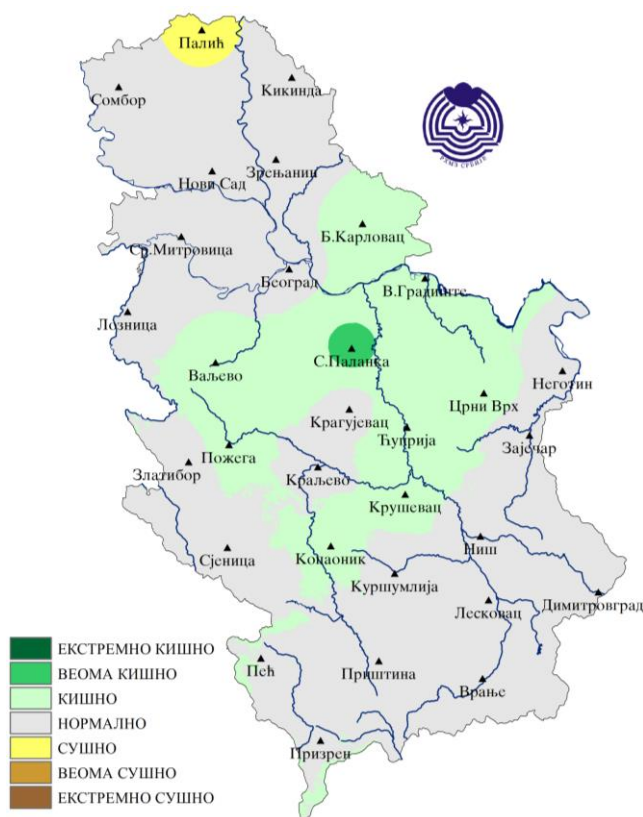 Палић
Сомбор
Кикинда
Зрењанин
Нови Сад
Б.Карловац
Ср.Митровица
Београд
В.Градиште
Лозница
С.Паланка
Ваљево
Неготин
Црни Врх
Крагујевац
Ћуприја
Зајечар
Пожега
Златибор
Краљево
Крушевац
Ниш
Сјеница
Копаоник
Куршумлија
Лесковац
Димитровград
Пећ
Приштина
Врање
Призрен
РХМЗ СРБИЈЕ
ЕКСТРЕМНО КИШНО
ВЕОМА КИШНО
КИШНО
НОРМАЛНО
СУШНО
ВЕОМА СУШНО
ЕКСТРЕМНО СУШНО